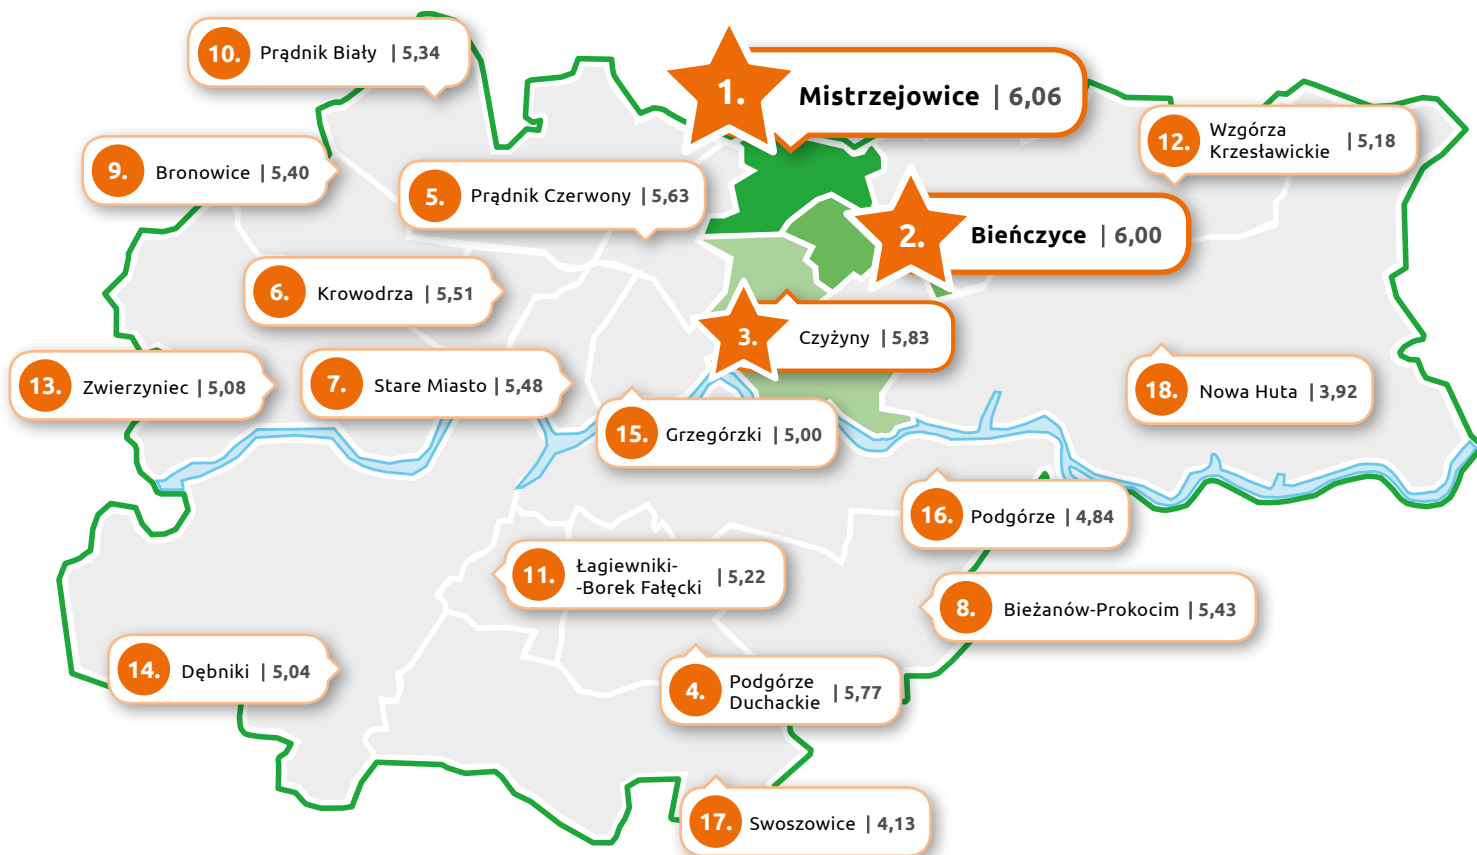 10. Prądnik Biały | 5,34
1. Mistrzejowice | 6,06
12. Wzgórza
Krzesławickie | 5,18
9. Bronowice | 5,40
5. Prądnik Czerwony | 5,63
2. Bieńczyce | 6,00
6. Krowodrza | 5,51
3. Czyżyny | 5,83
13. Zwierzyniec | 5,08
7. Stare Miasto | 5,48
18. Nowa Huta | 3,92
15. Grzegórzki | 5,00
16. Podgórze | 4,84
11. Łagiewniki-
-Borek Fałęcki | 5,22
8. Bieżanów-Prokocim | 5,43
14. Dębniki | 5,04
4. Podgórze
Duchackie | 5,77
17. Swoszowice | 4,13